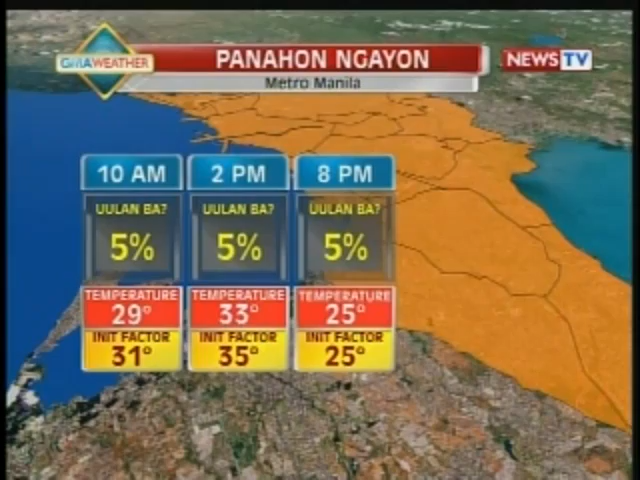 GMA WEATHER
PANAHON NGAYON
Metro Manila
NEWS TV
10 AM
UULAN BA?
5%
TEMPERATURE
29°
INIT FACTOR
31°
2 PM
UULAN BA?
5%
TEMPERATURE
33°
INIT FACTOR
35°
8 PM
UULAN BA?
5%
TEMPERATURE
25°
INIT FACTOR
25°